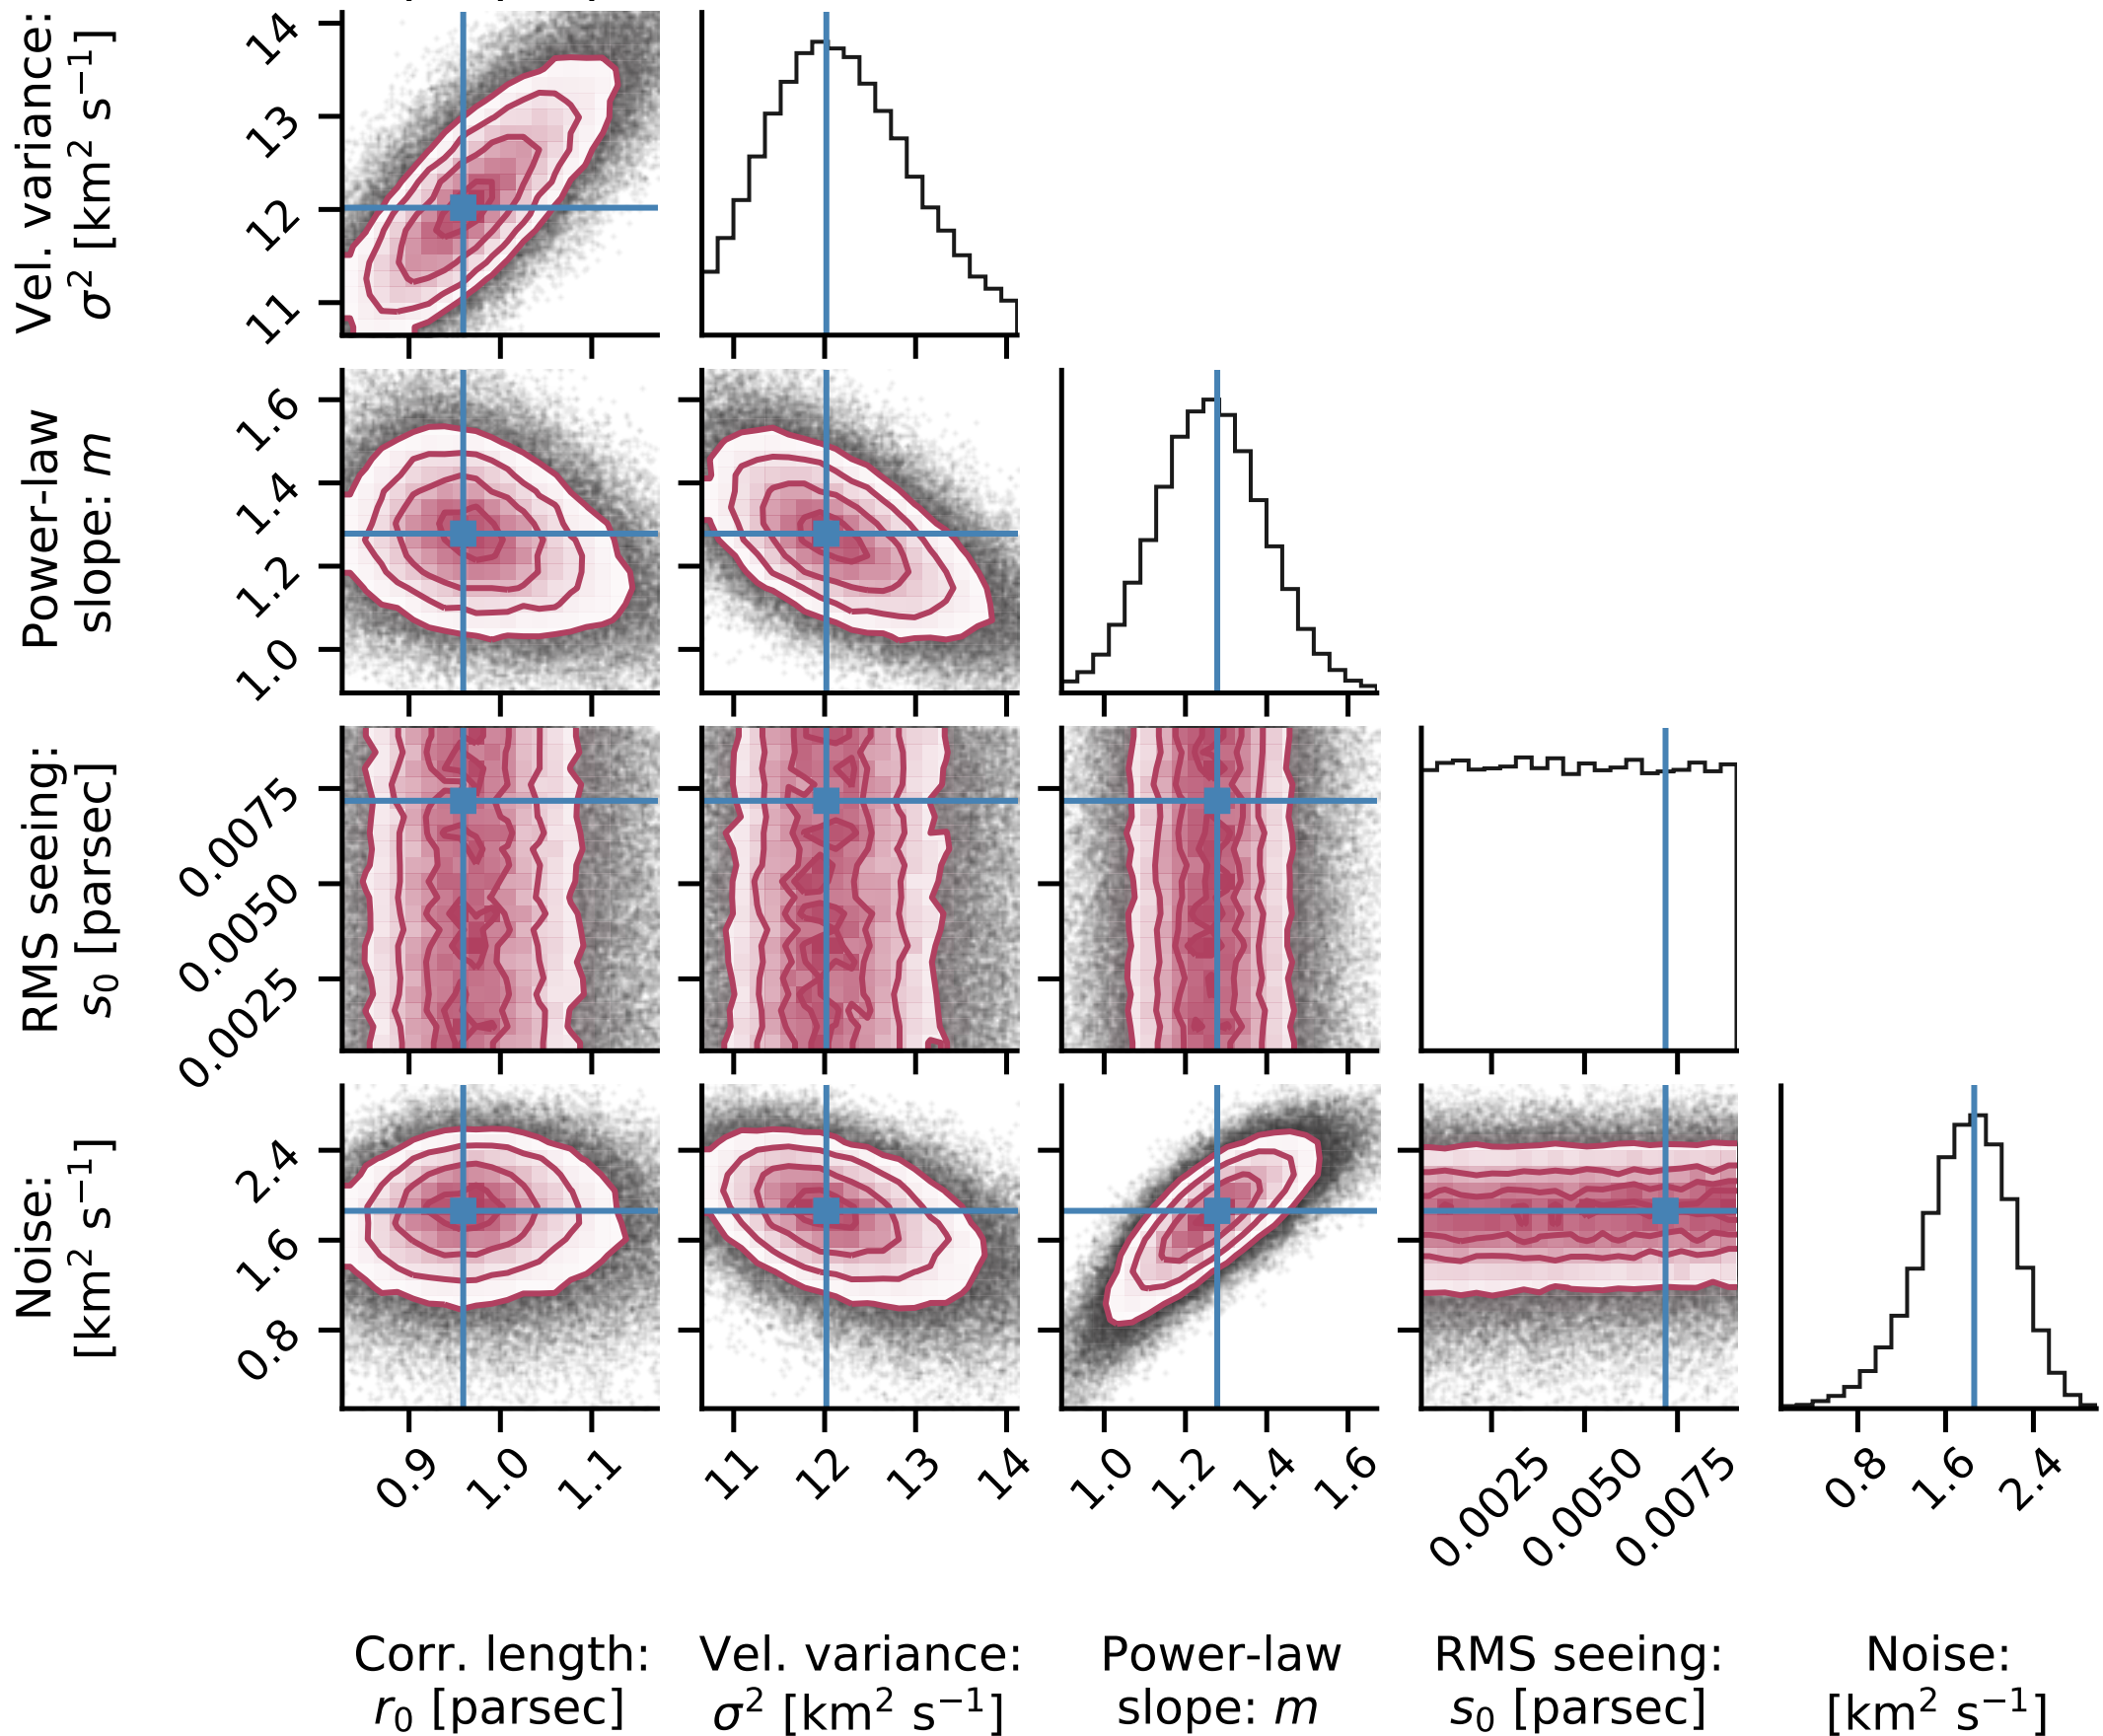 Vel. variance:
σ² [km² s⁻¹]
14
13
12
11
Power-law
slope: m
1.6
1.4
1.2
1.0
RMS seeing:
s₀ [parsec]
0.0075
0.0050
0.0025
Noise:
[km² s⁻¹]
2.4
1.6
0.8
0.9 1.0 1.1 11 12 13 14 1.0 1.2 1.4 1.6 0.0025 0.0050 0.0075 0.8 1.6 2.4
Corr. length: Vel. variance: Power-law RMS seeing: Noise:
r₀ [parsec] σ² [km² s⁻¹] slope: m s₀ [parsec] [km² s⁻¹]